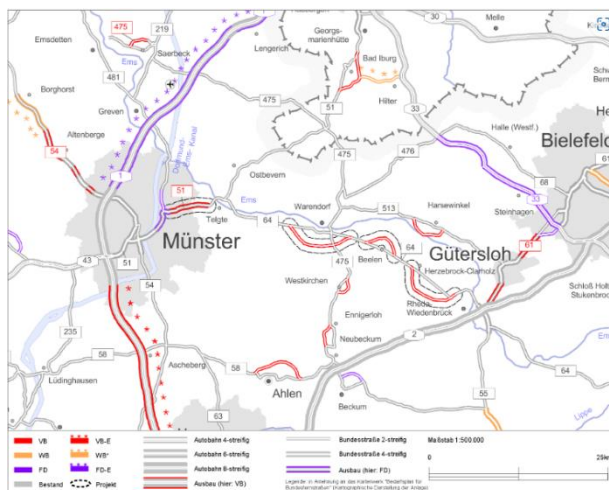 475
219
Emsdetten
Saerbeck
Lengerich
Georgs-
marienhütte
30
Melle
Bad Iburg
481
Borghorst
Ems
Greven
475
51
Hilter
33
Halle (Westf.)
Altenberge
475
476
Bielefeld
54
1
Ostbevern
68
61
51
Ems
Warendorf
513
Harsewinkel
33
Steinhagen
Telgte
64
Münster
64
Gütersloh
61
43
51
Beelen
Herzebrock-Clarholz
475
Westkirchen
54
Rheda-
Wiedenbrück
Schloß Holte-
Stukenbrock
235
Ennigerloh
2
Neubeckum
58
Ascheberg
58
58
64
Lüdinghausen
Ahlen
55
63
Beckum
Lippe
VB
VB-E
Autobahn 4-streifig
Bundesstraße 2-streifig
Maßstab 1:500.000
WB
WB*
Autobahn 6-streifig
Bundesstraße 4-streifig
FD
FD-E
Autobahn 8-streifig
Ausbau (hier: FD)
0
25km
Bestand
Projekt
Ausbau (hier: VB)